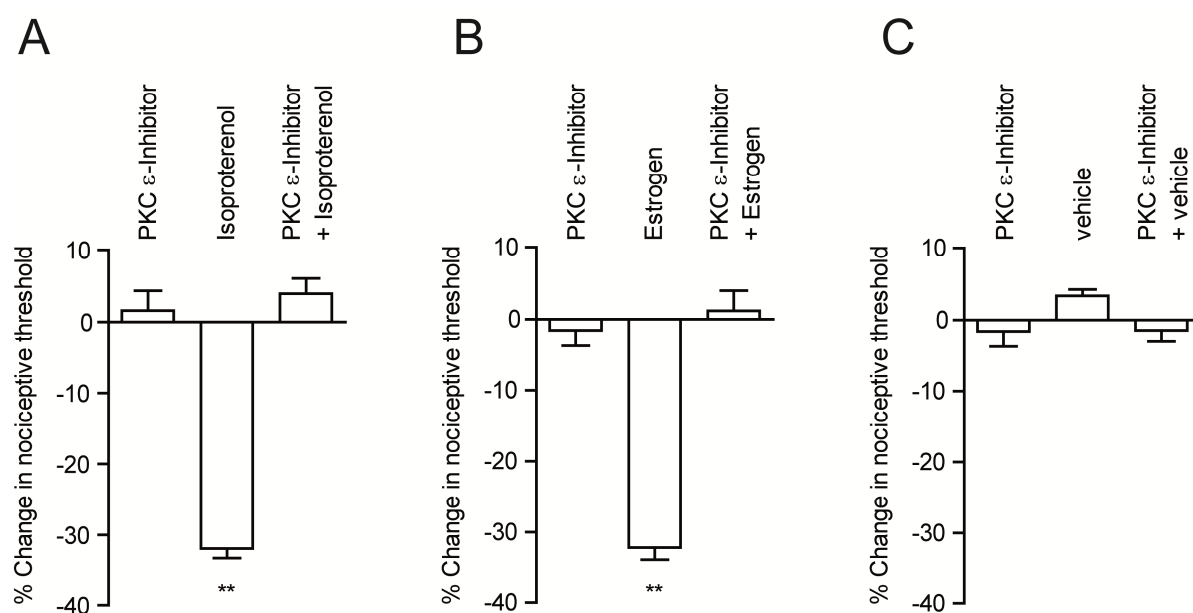 A
PKC ε-Inhibitor
Isoproterenol
PKC ε-Inhibitor
+ Isoproterenol
% Change in nociceptive threshold
10
0
-10
-20
-30
-40
**
B
PKC ε-Inhibitor
Estrogen
PKC ε-Inhibitor
+ Estrogen
% Change in nociceptive threshold
10
0
-10
-20
-30
-40
**
C
PKC ε-Inhibitor
vehicle
PKC ε-Inhibitor
+ vehicle
% Change in nociceptive threshold
10
0
-10
-20
-30
-40